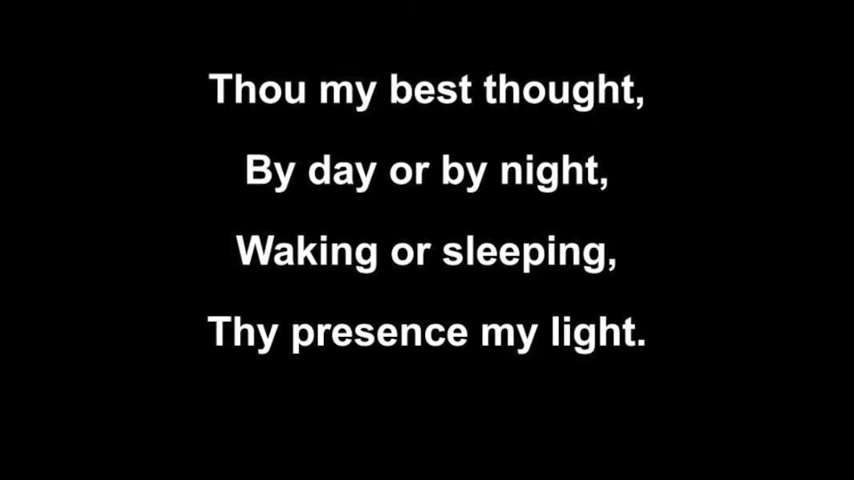 Thou my best thought,
By day or by night,
Waking or sleeping,
Thy presence my light.